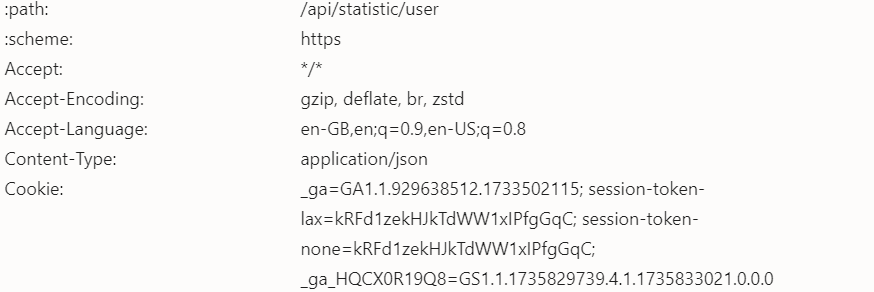 :path: /api/statistic/user
:scheme: https
Accept: */*
Accept-Encoding: gzip, deflate, br, zstd
Accept-Language: en-GB,en;q=0.9,en-US;q=0.8
Content-Type: application/json
Cookie: _ga=GA1.1.929638512.1733502115; session-token-
lax=kRFd1zekHJkTdWW1xIPfgGqC; session-token-
none=kRFd1zekHJkTdWW1xIPfgGqC;
_ga_HQCX0R19Q8=GS1.1.1735829739.4.1.1735833021.0.0.0